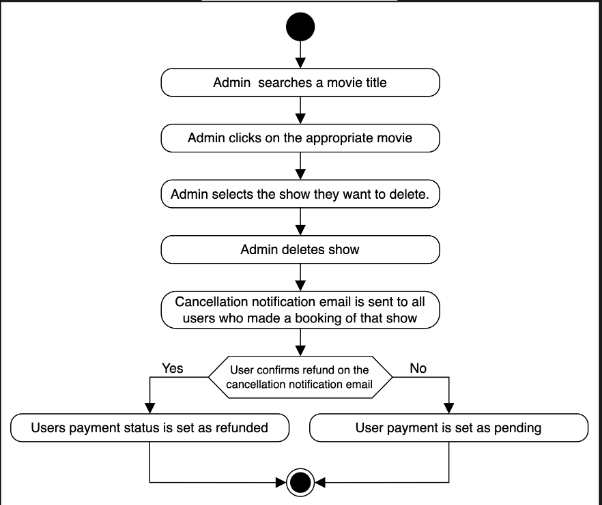 Admin searches a movie title
Admin clicks on the appropriate movie
Admin selects the show they want to delete.
Admin deletes show
Cancellation notification email is sent to all
users who made a booking of that show
User confirms refund on the
cancellation notification email
Yes
No
Users payment status is set as refunded
User payment is set as pending